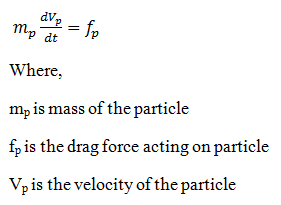 m_p dV_p/dt = f_p
Where,
m_p is mass of the particle
f_p is the drag force acting on particle
V_p is the velocity of the particle